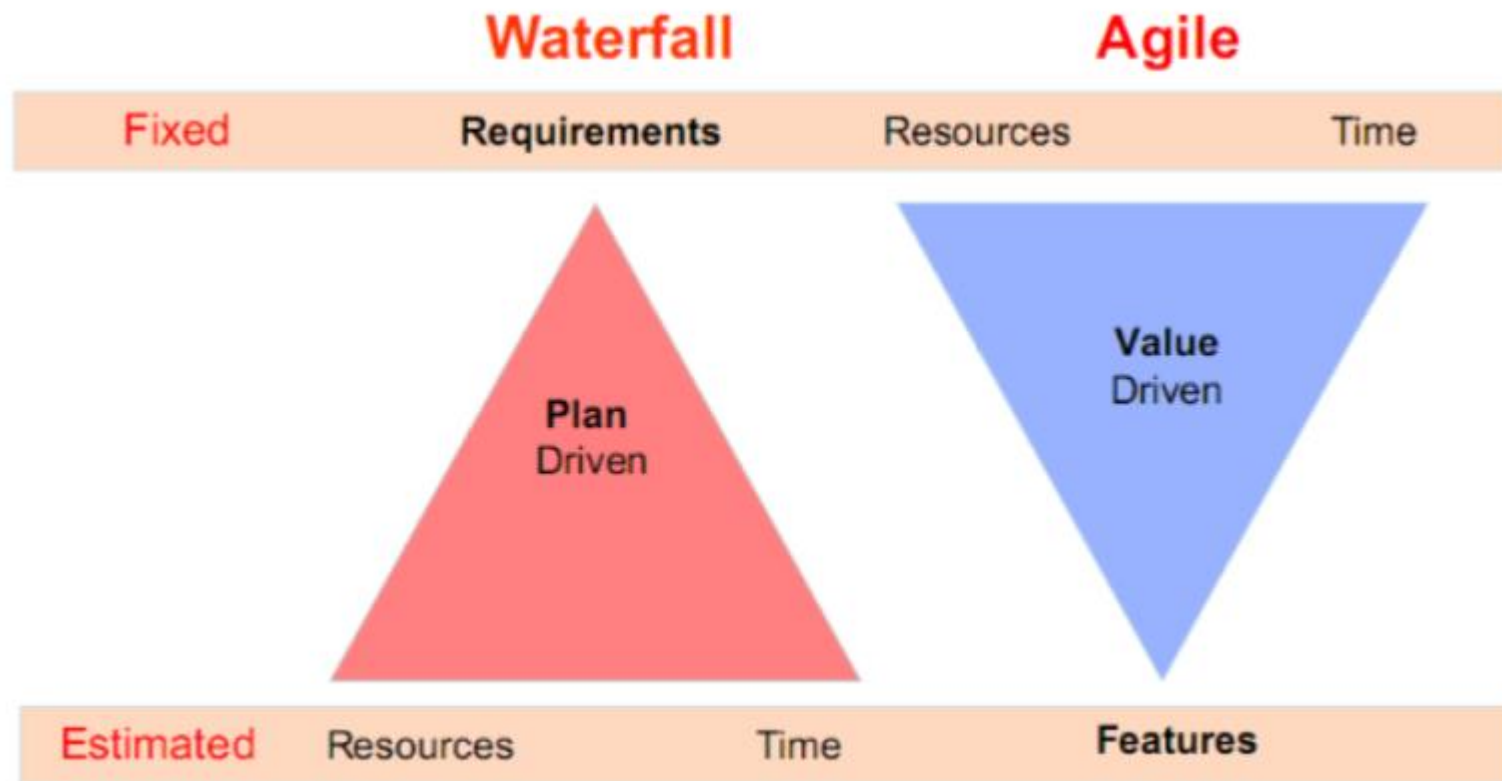 Waterfall Agile
Fixed Requirements Resources Time
Value
Driven
Plan
Driven
Estimated Resources Time Features